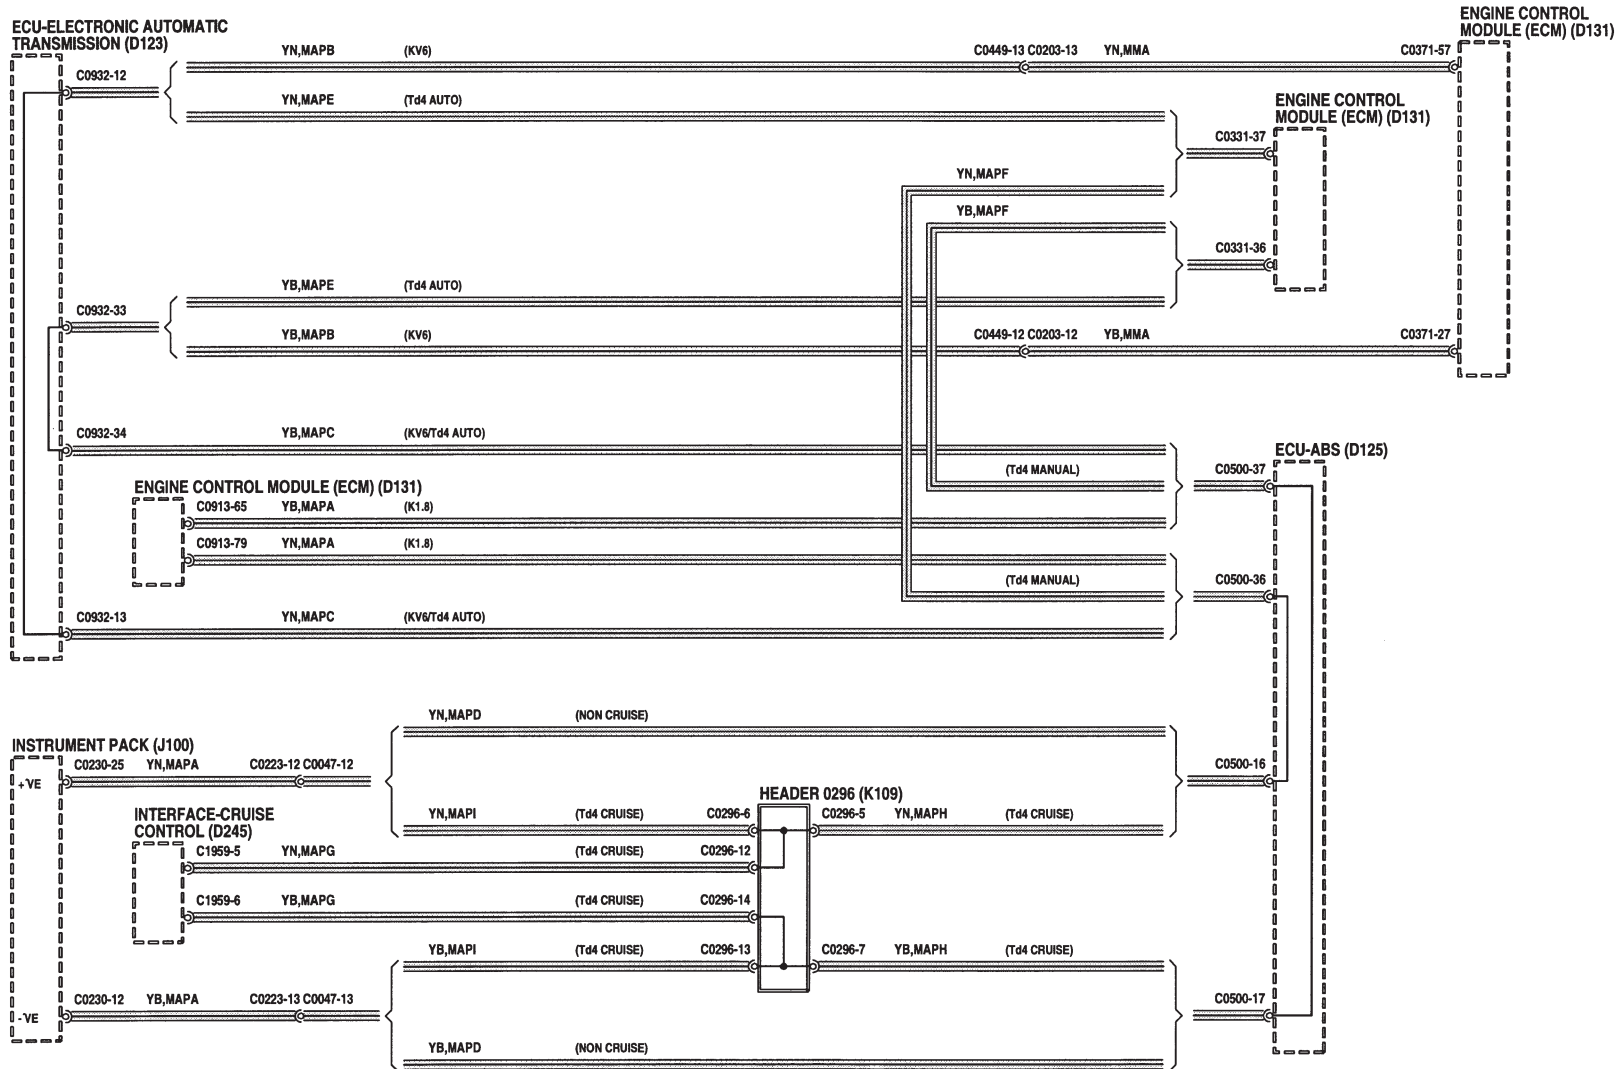 ECU-ELECTRONIC AUTOMATIC
TRANSMISSION (D123)
ENGINE CONTROL
MODULE (ECM) (D131)
YN,MAPB (KV6) C0449-13 C0203-13 YN,MMA C0371-57
C0932-12
YN,MAPE (Td4 AUTO)
ENGINE CONTROL
MODULE (ECM) (D131)
C0331-37
YN,MAPF
YB,MAPF
C0331-36
YB,MAPE (Td4 AUTO)
C0932-33
YB,MAPB (KV6) C0449-12 C0203-12 YB,MMA C0371-27
C0932-34 YB,MAPC (KV6/Td4 AUTO)
ECU-ABS (D125)
(Td4 MANUAL) C0500-37
ENGINE CONTROL MODULE (ECM) (D131)
C0913-65 YB,MAPA (K1.8)
C0913-79 YN,MAPA (K1.8)
(Td4 MANUAL) C0500-36
C0932-13 YN,MAPC (KV6/Td4 AUTO)
YN,MAPD (NON CRUISE)
INSTRUMENT PACK (J100)
C0230-25 YN,MAPA C0223-12 C0047-12 C0500-16
+'VE
HEADER 0296 (K109)
INTERFACE-CRUISE
CONTROL (D245)
YN,MAPI (Td4 CRUISE) C0296-6 C0296-5 YN,MAPH (Td4 CRUISE)
C1959-5 YN,MAPG (Td4 CRUISE) C0296-12
C1959-6 YB,MAPG (Td4 CRUISE) C0296-14
YB,MAPI (Td4 CRUISE) C0296-13 C0296-7 YB,MAPH (Td4 CRUISE)
C0230-12 YB,MAPA C0223-13 C0047-13 C0500-17
-'VE
YB,MAPD (NON CRUISE)